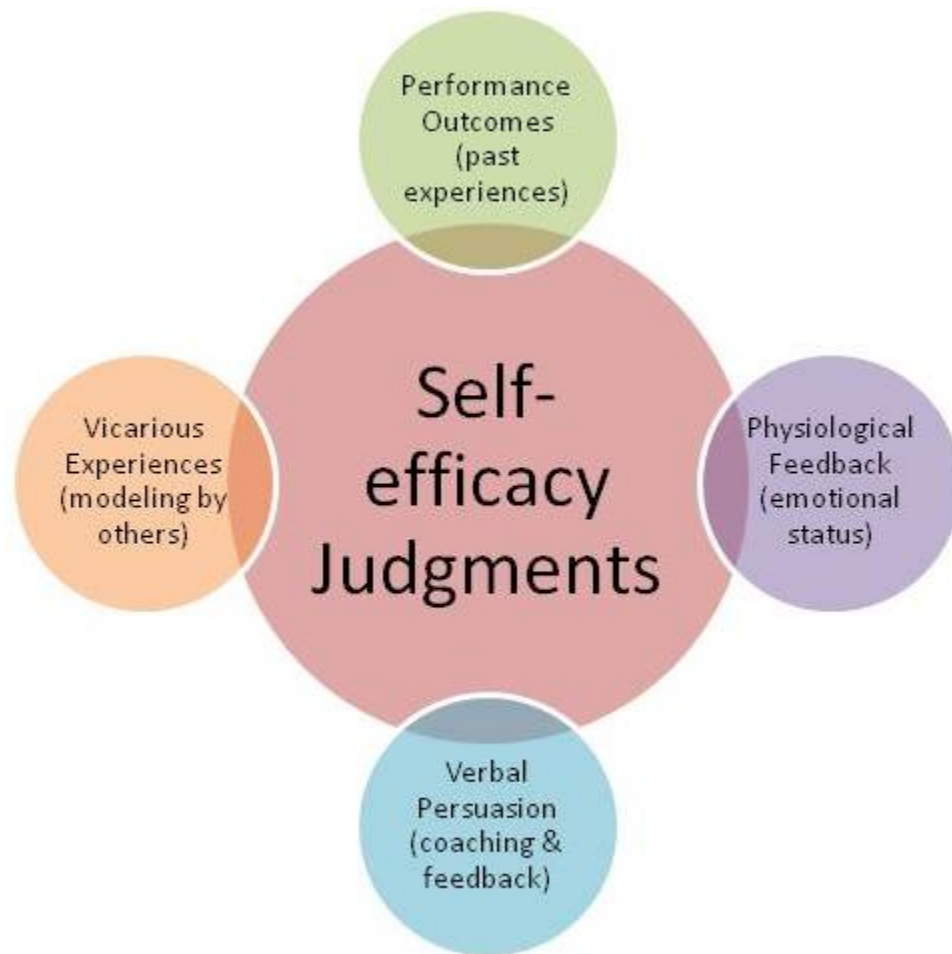 Performance
Outcomes
(past
experiences)
Self-
efficacy
Judgments
Vicarious
Experiences
(modeling by
others)
Physiological
Feedback
(emotional
status)
Verbal
Persuasion
(coaching &
feedback)